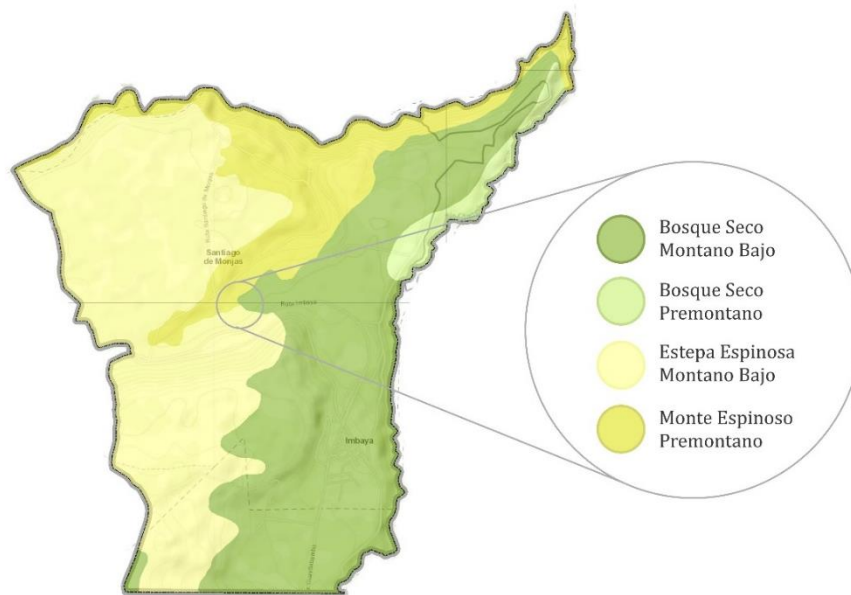 Santiago
de Monjas
Imbaya
Bosque Seco
Montano Bajo
Bosque Seco
Premontano
Estepa Espinosa
Montano Bajo
Monte Espinoso
Premontano